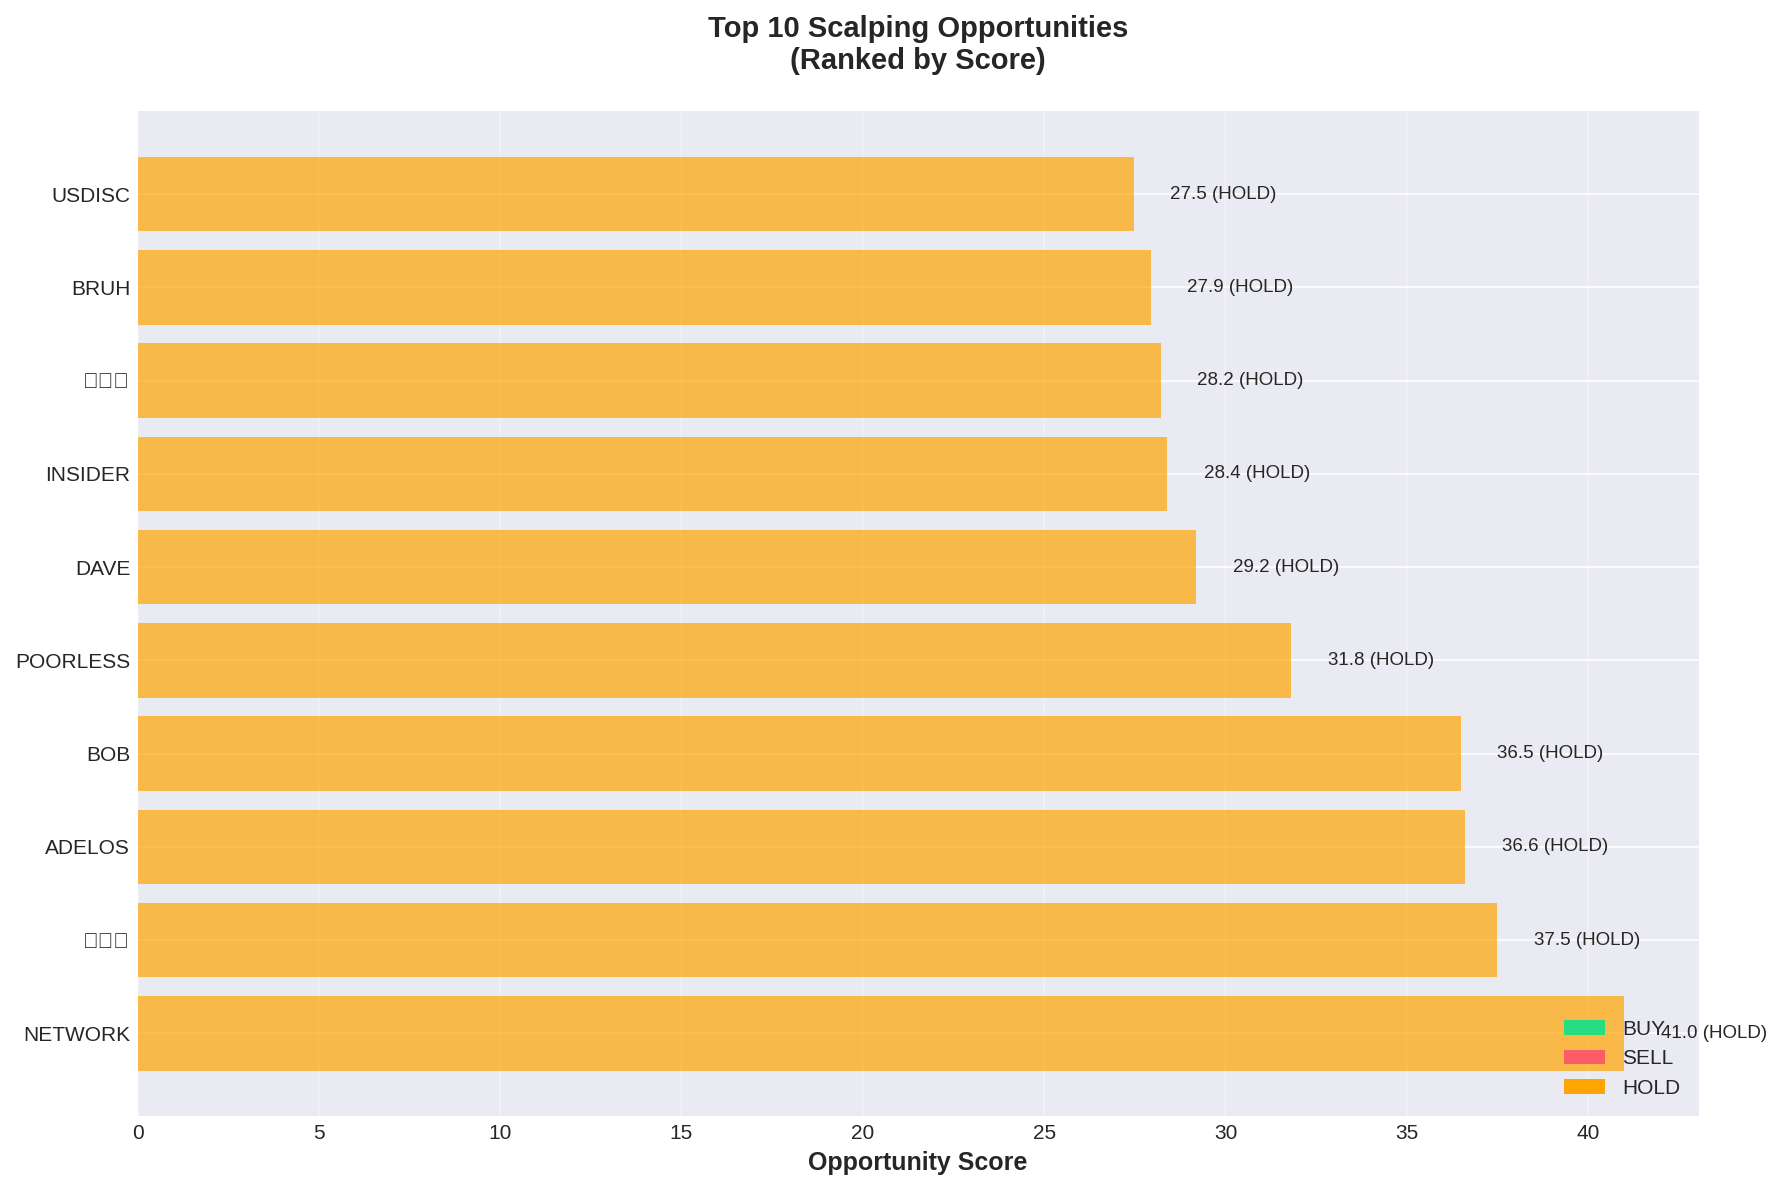 Top 10 Scalping Opportunities
(Ranked by Score)
USDISC
27.5 (HOLD)
BRUH
27.9 (HOLD)
28.2 (HOLD)
INSIDER
28.4 (HOLD)
DAVE
29.2 (HOLD)
POORLESS
31.8 (HOLD)
BOB
36.5 (HOLD)
ADELOS
36.6 (HOLD)
37.5 (HOLD)
NETWORK
41.0 (HOLD)
BUY
SELL
HOLD
0 5 10 15 20 25 30 35 40
Opportunity Score